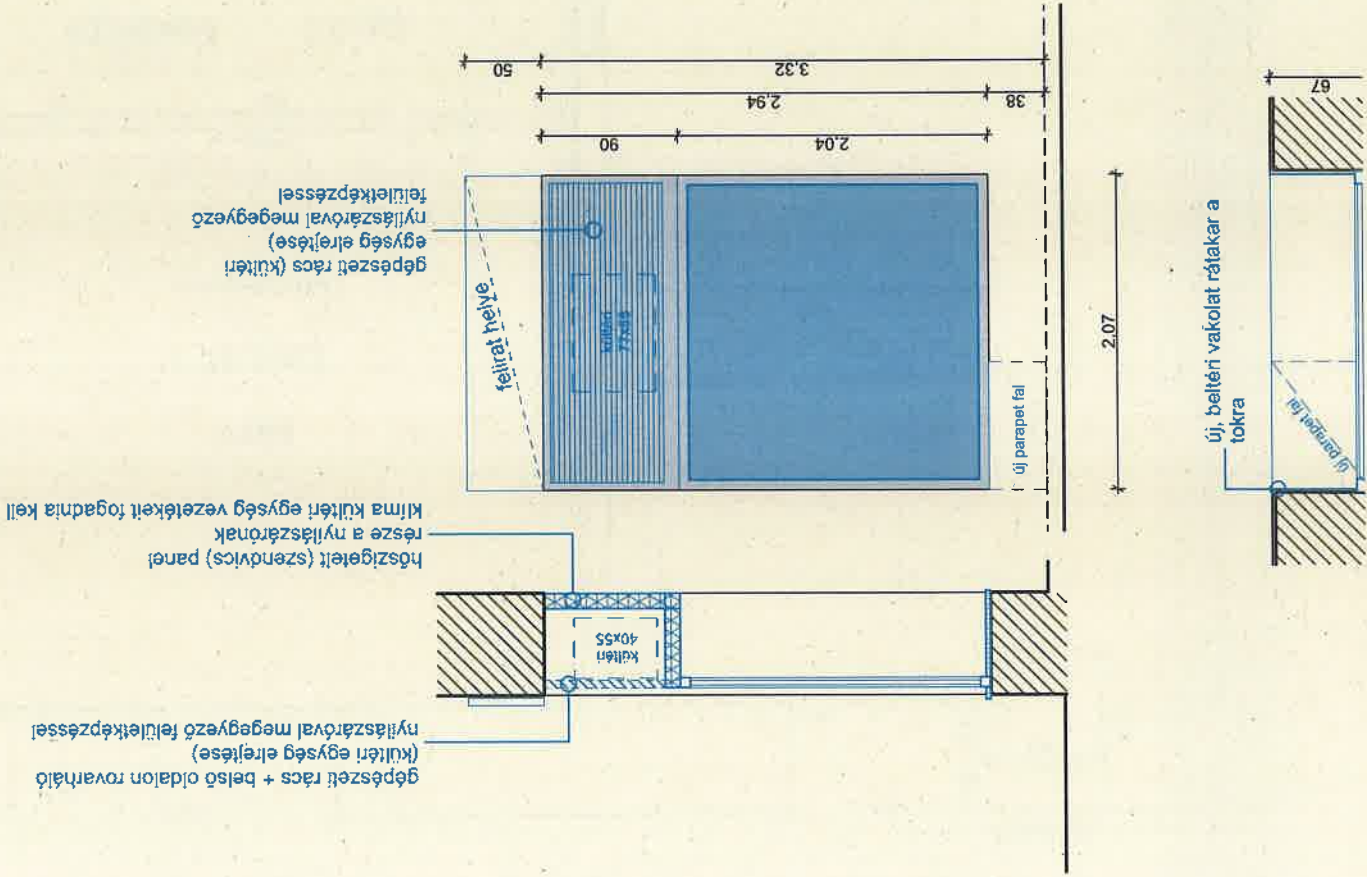 gépészeti rács + belső oldalon rovarháló
(kültéri egység elrejtése)
nyílászáróval megegyező felületképzéssel
kültéri
40x55
hőszigetelt (szendvics) panel
része a nyílászárónak
klíma kültéri egység vezetékeit fogadnia kell
új parapet fal
felirat helye
kültéri
gépészeti rács (kültéri
egység elrejtése)
nyílászáróval megegyező
felületképzéssel
2,04
90
38
2,94
3,32
50
2,07
új, beltéri vakolat rátakar a
tokra
új parapet fal
67